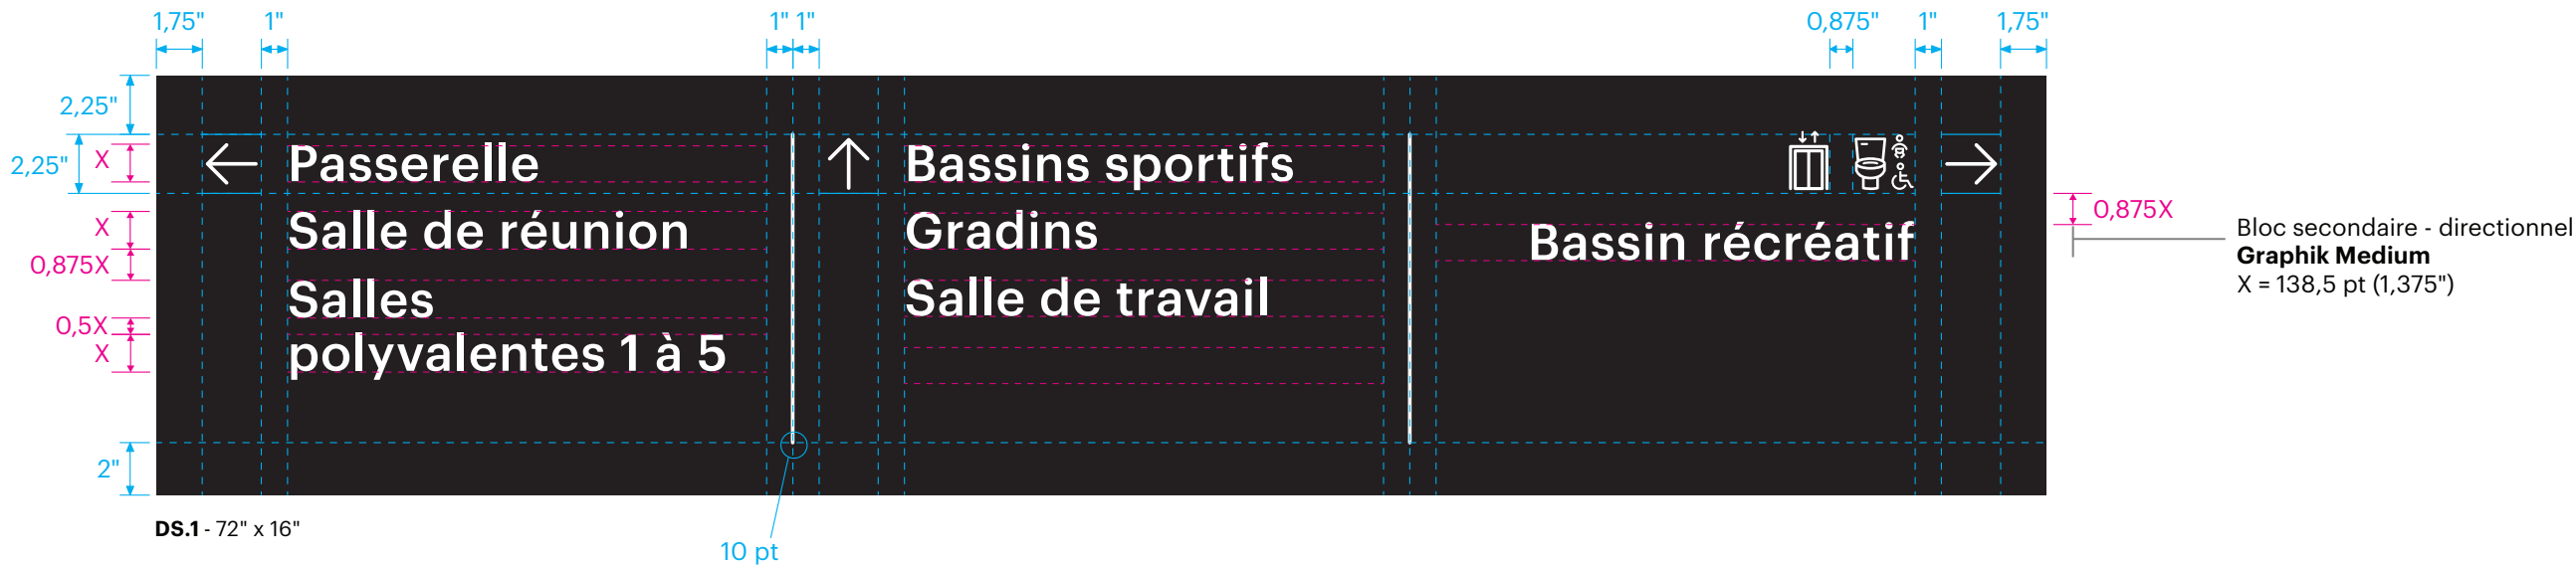 1,75" 1" 1" 1" 0,875" 1" 1,75"
2,25"
2,25"
X
X
0,875X
0,5X
X
2"
Passerelle
Salle de réunion
Salles
polyvalentes 1 à 5
Bassins sportifs
Gradins
Salle de travail
Bassin récréatif
0,875X
Bloc secondaire - directionnel
Graphik Medium
X = 138,5 pt (1,375")
DS.1 - 72" x 16"
10 pt